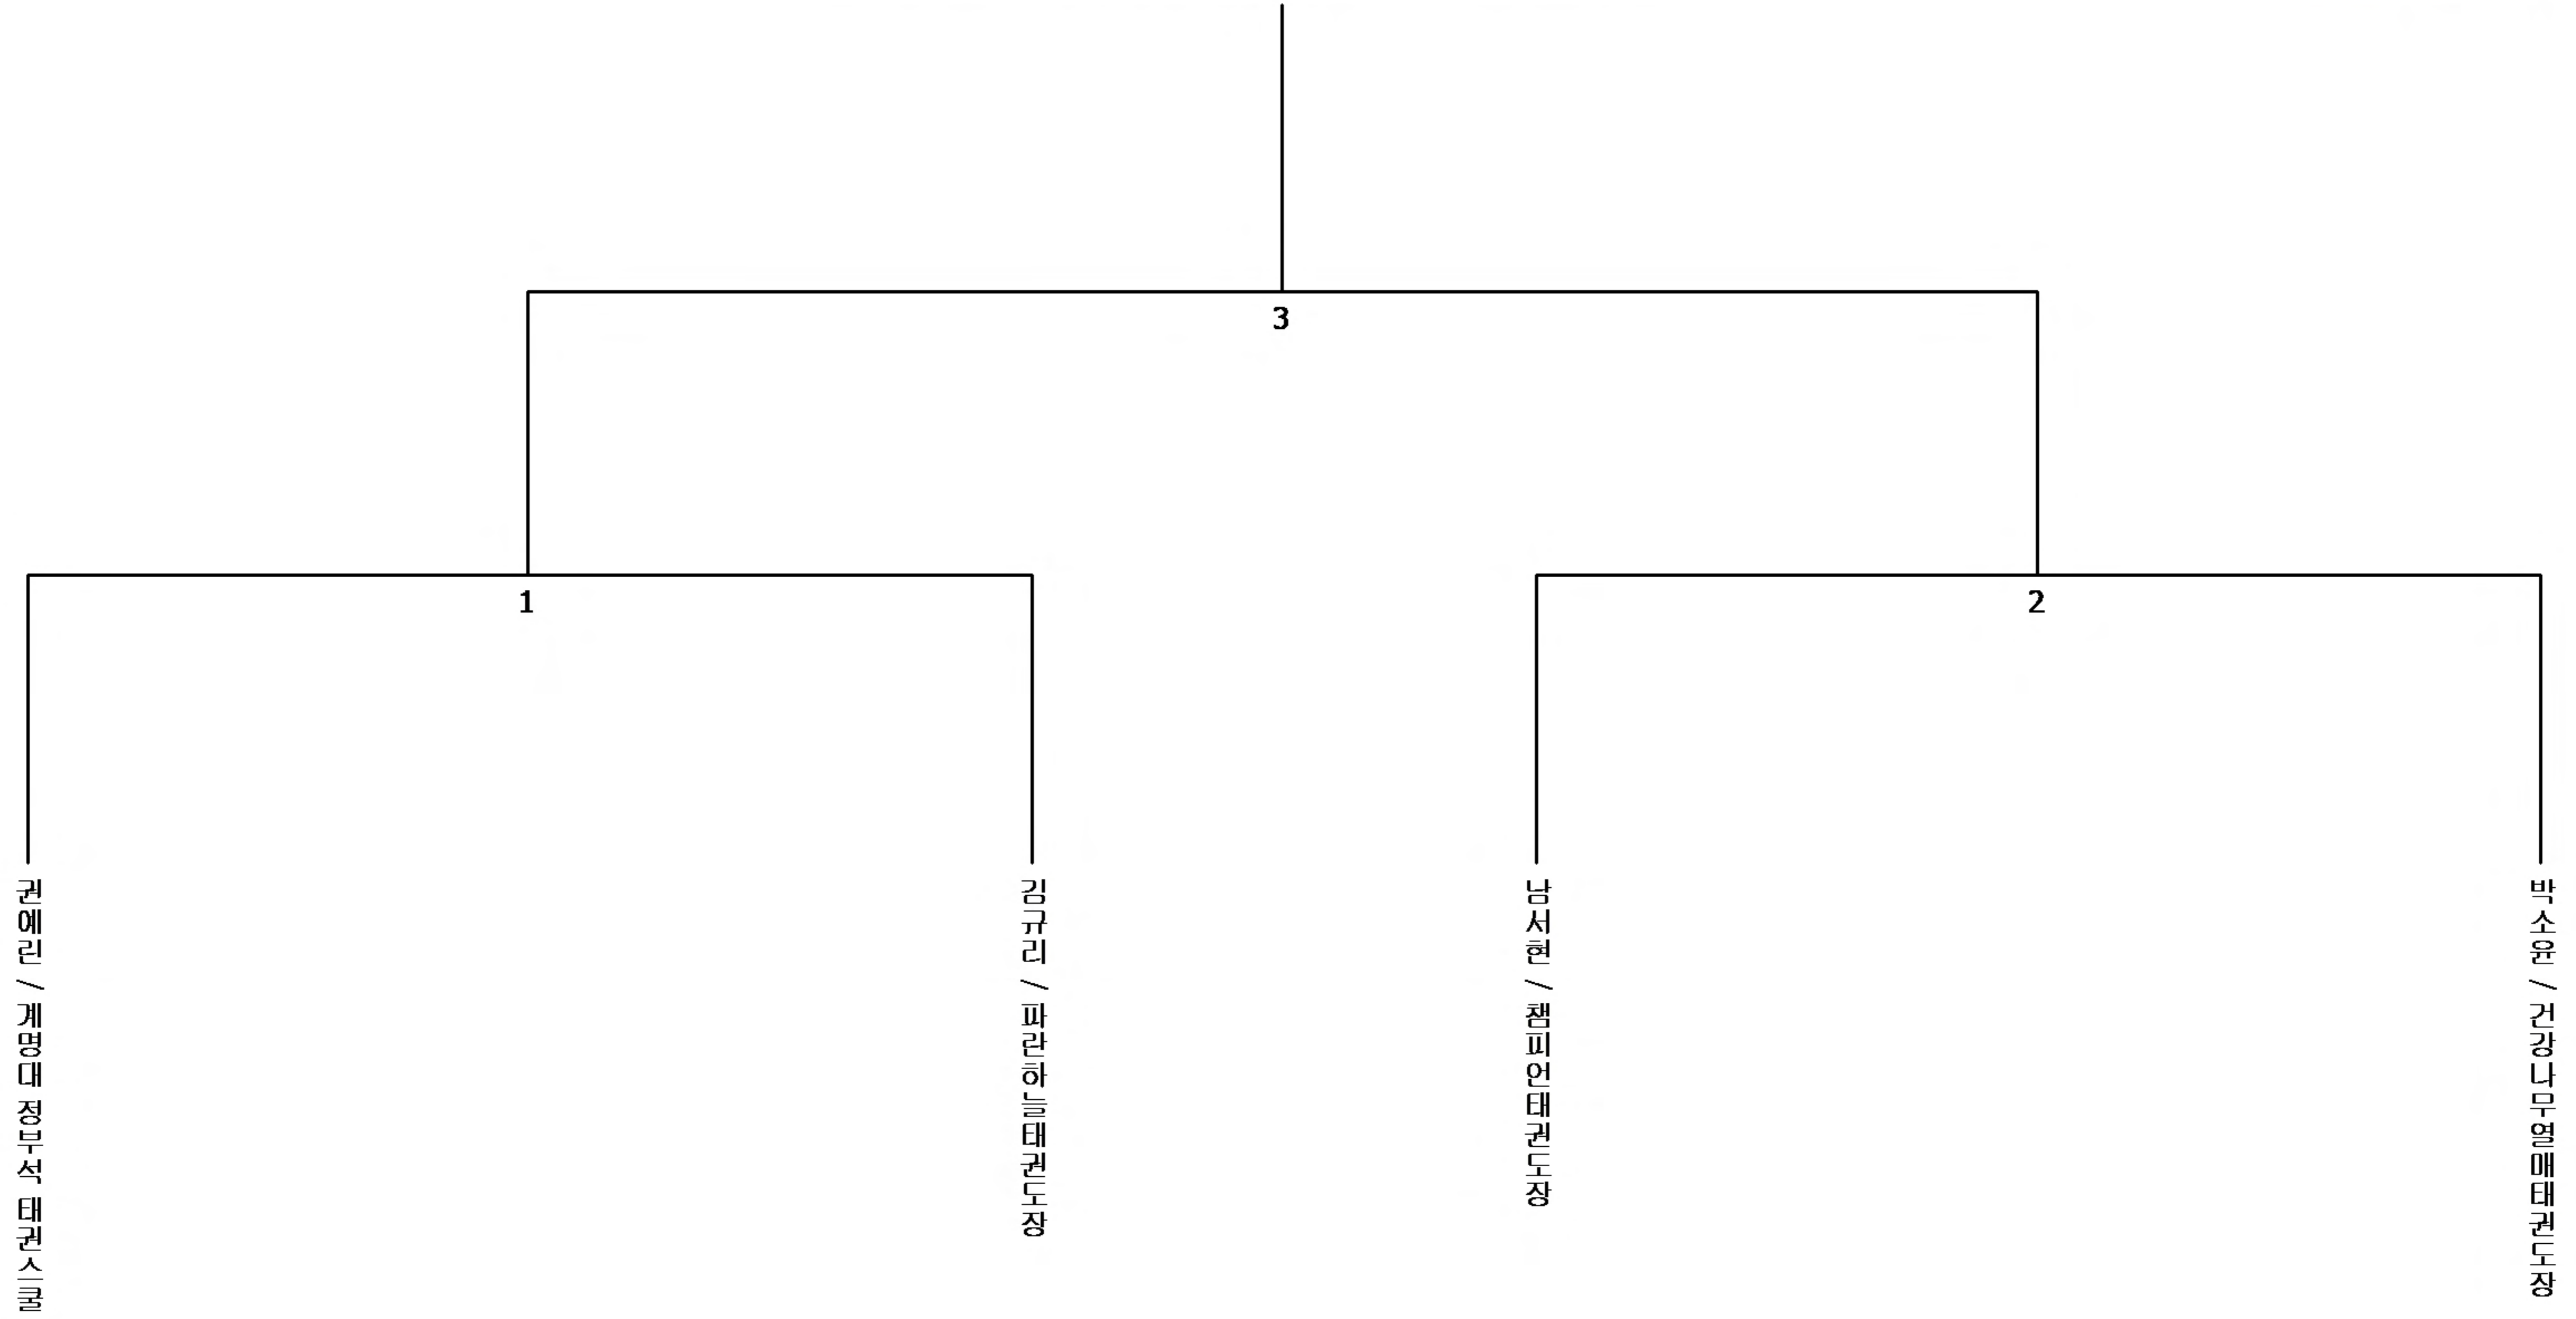 3
1
2
권예린 / 계명대 정부석 태권스쿨
김규리 / 파란하늘태권도장
남서현 / 챔피언태권도장
박소윤 / 건강나무열매태권도장